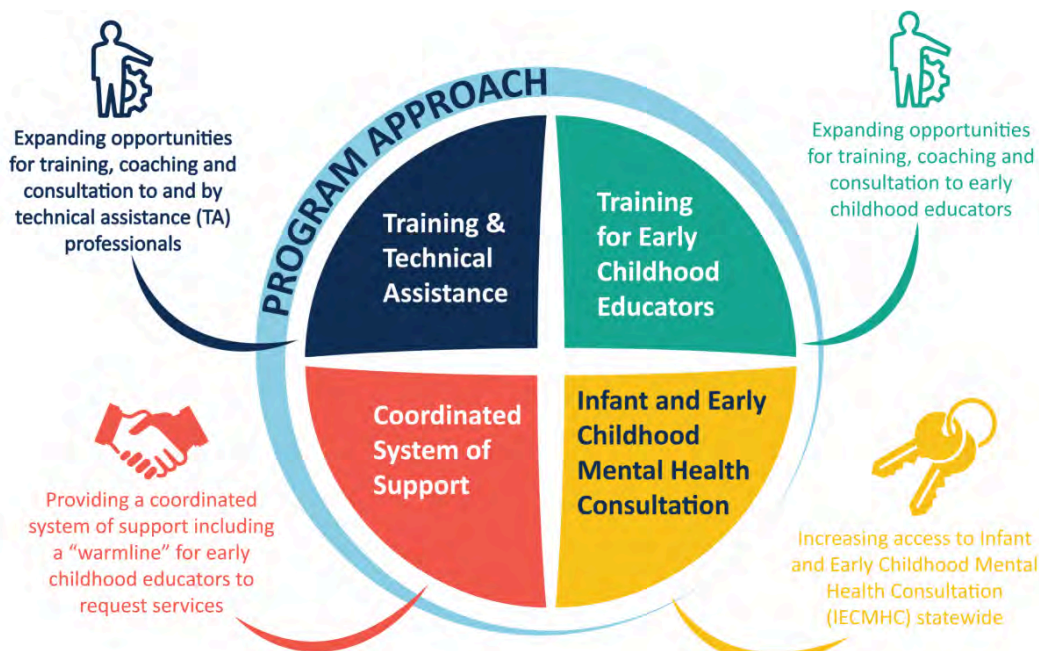 PROGRAM APPROACH
Expanding opportunities
for training, coaching and
consultation to and by
technical assistance (TA)
professionals
Training &
Technical
Assistance
Training
for Early
Childhood
Educators
Expanding opportunities
for training, coaching and
consultation to early
childhood educators
Providing a coordinated
system of support including
a “warmline” for early
childhood educators to
request services
Coordinated
System of
Support
Infant and Early
Childhood
Mental Health
Consultation
Increasing access to Infant
and Early Childhood Mental
Health Consultation
(IECMHC) statewide